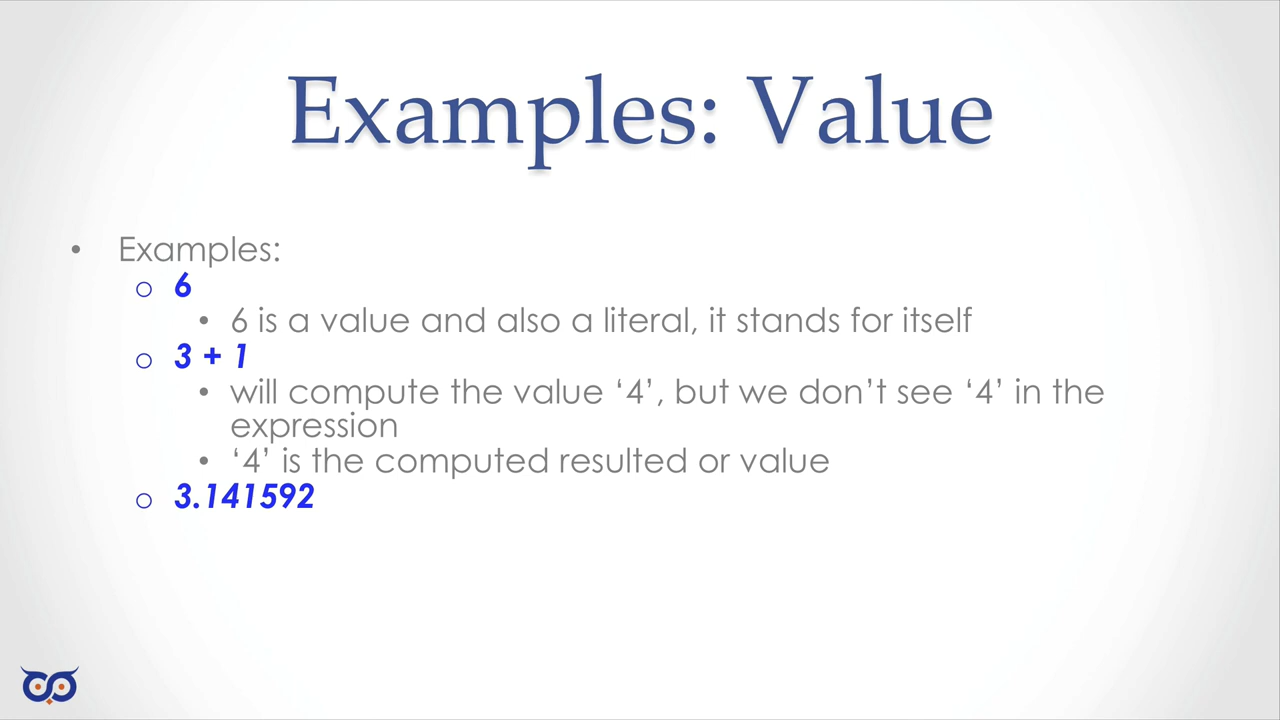 Examples: Value
• Examples:
o 6
• 6 is a value and also a literal, it stands for itself
o 3 + 1
• will compute the value ‘4’, but we don’t see ‘4’ in the
expression
• ‘4’ is the computed resulted or value
o 3.141592